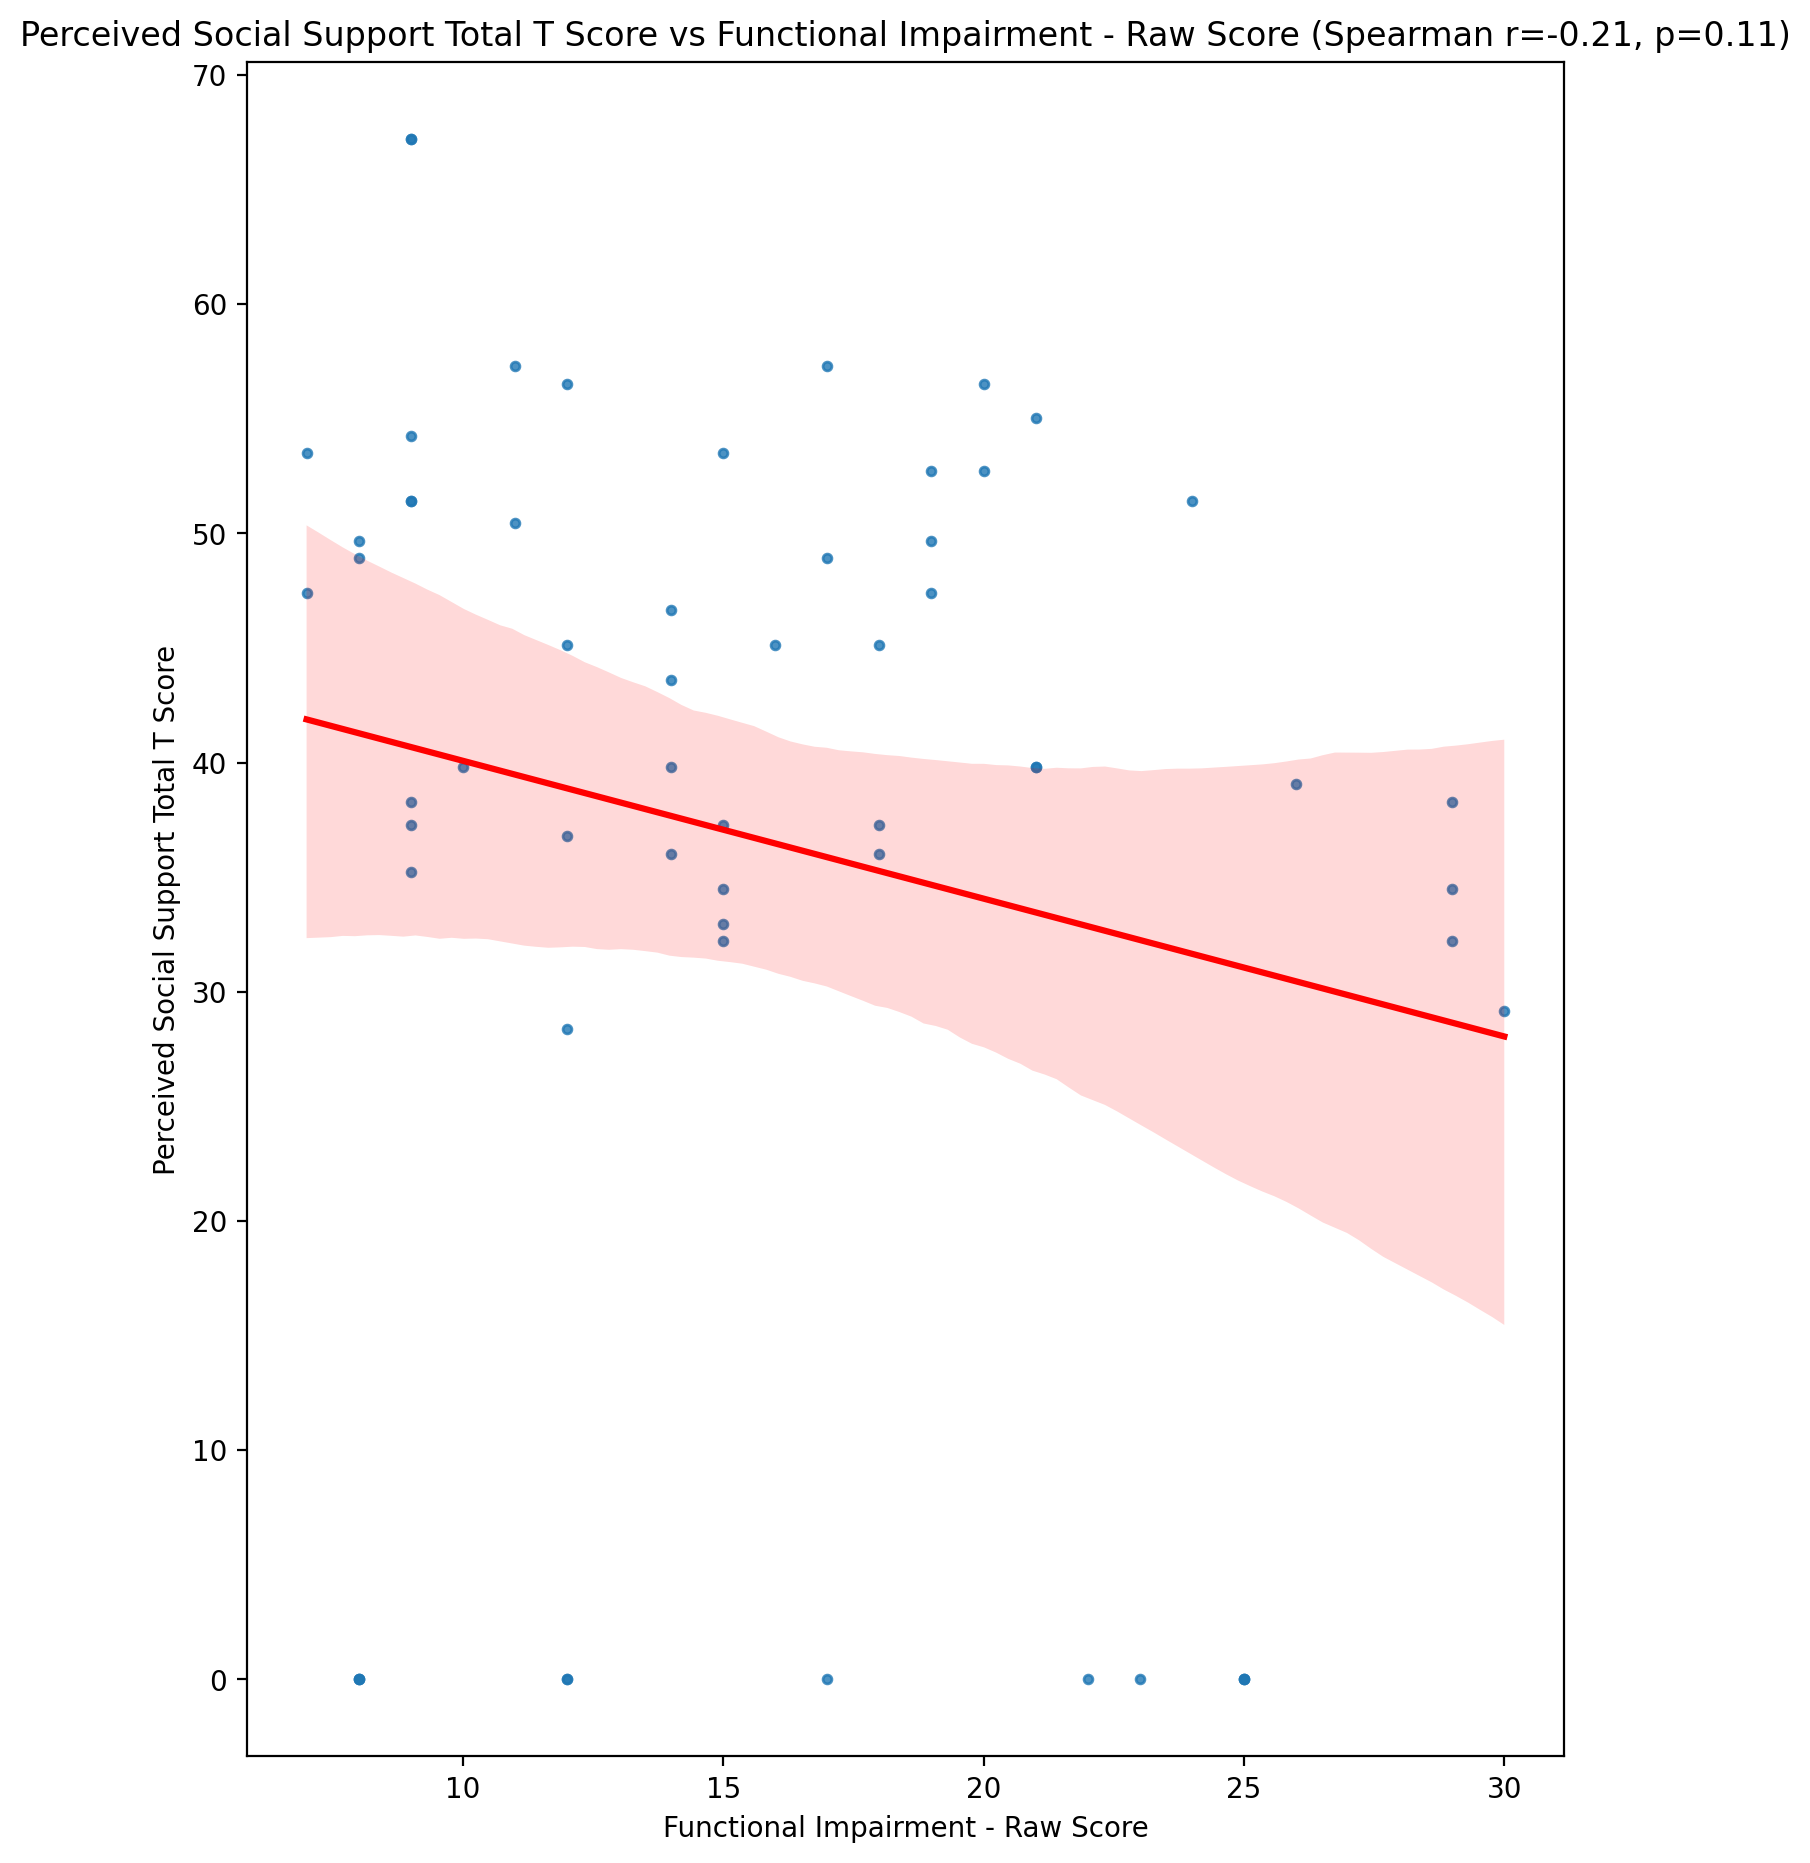 Perceived Social Support Total T Score vs Functional Impairment - Raw Score (Spearman r=-0.21, p=0.11)
70
60
50
40
30
20
10
0
Perceived Social Support Total T Score
10 15 20 25 30
Functional Impairment - Raw Score